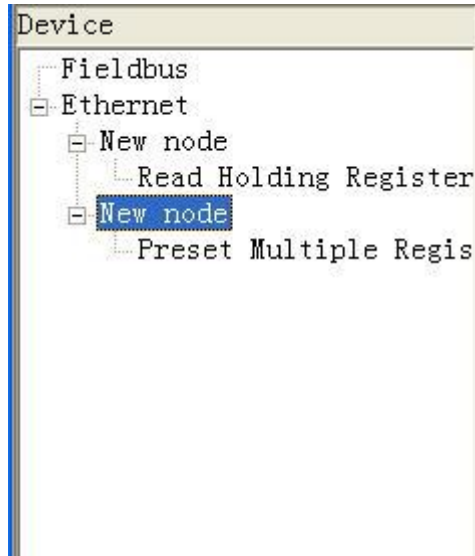 Device
Fieldbus
Ethernet
New node
Read Holding Register
New node
Preset Multiple Regis